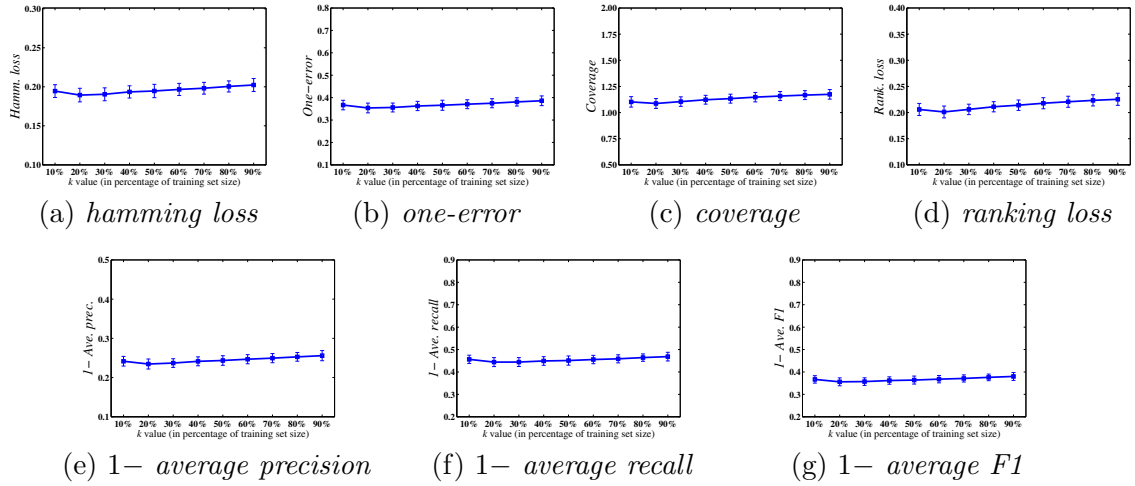 0.30
0.25
0.20
0.15
0.10
Hamm. loss
10% 20% 30% 40% 50% 60% 70% 80% 90%
k value (in percentage of training set size)
(a) hamming loss
0.8
0.7
0.6
0.5
0.4
0.3
0.2
0.1
One−error
10% 20% 30% 40% 50% 60% 70% 80% 90%
k value (in percentage of training set size)
(b) one-error
2.00
1.75
1.50
1.25
1.00
0.75
0.50
Coverage
10% 20% 30% 40% 50% 60% 70% 80% 90%
k value (in percentage of training set size)
(c) coverage
0.40
0.35
0.30
0.25
0.20
0.15
0.10
Rank. loss
10% 20% 30% 40% 50% 60% 70% 80% 90%
k value (in percentage of training set size)
(d) ranking loss
0.5
0.4
0.3
0.2
0.1
1− Ave. prec.
10% 20% 30% 40% 50% 60% 70% 80% 90%
k value (in percentage of training set size)
(e) 1− average precision
0.9
0.8
0.7
0.6
0.5
0.4
0.3
0.2
1− Ave. recall
10% 20% 30% 40% 50% 60% 70% 80% 90%
k value (in percentage of training set size)
(f) 1− average recall
0.9
0.8
0.7
0.6
0.5
0.4
0.3
0.2
1− Ave. F1
10% 20% 30% 40% 50% 60% 70% 80% 90%
k value (in percentage of training set size)
(g) 1− average F1